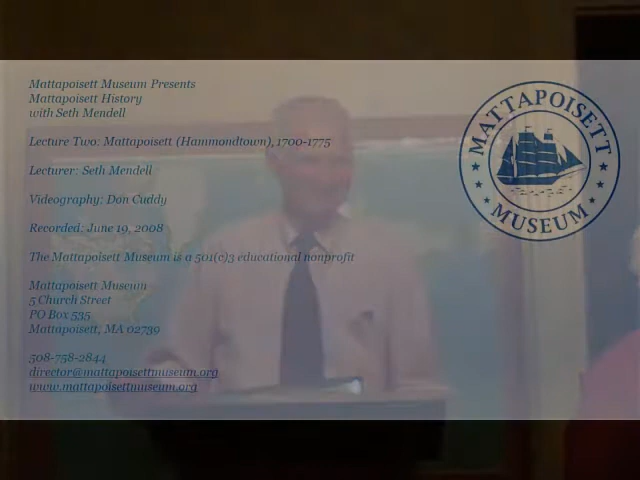 Mattapoisett Museum Presents
Mattapoisett History
with Seth Mendell
Lecture Two: Mattapoisett (Hammondtown), 1700-1775
Lecturer: Seth Mendell
Videography: Don Cuddy
Recorded: June 19, 2008
The Mattapoisett Museum is a 501(c)3 educational nonprofit
Mattapoisett Museum
5 Church Street
PO Box 535
Mattapoisett, MA 02739
508-758-2844
director@mattapoisettmuseum.org
www.mattapoisettmuseum.org
MATTAPOISETT
MUSEUM